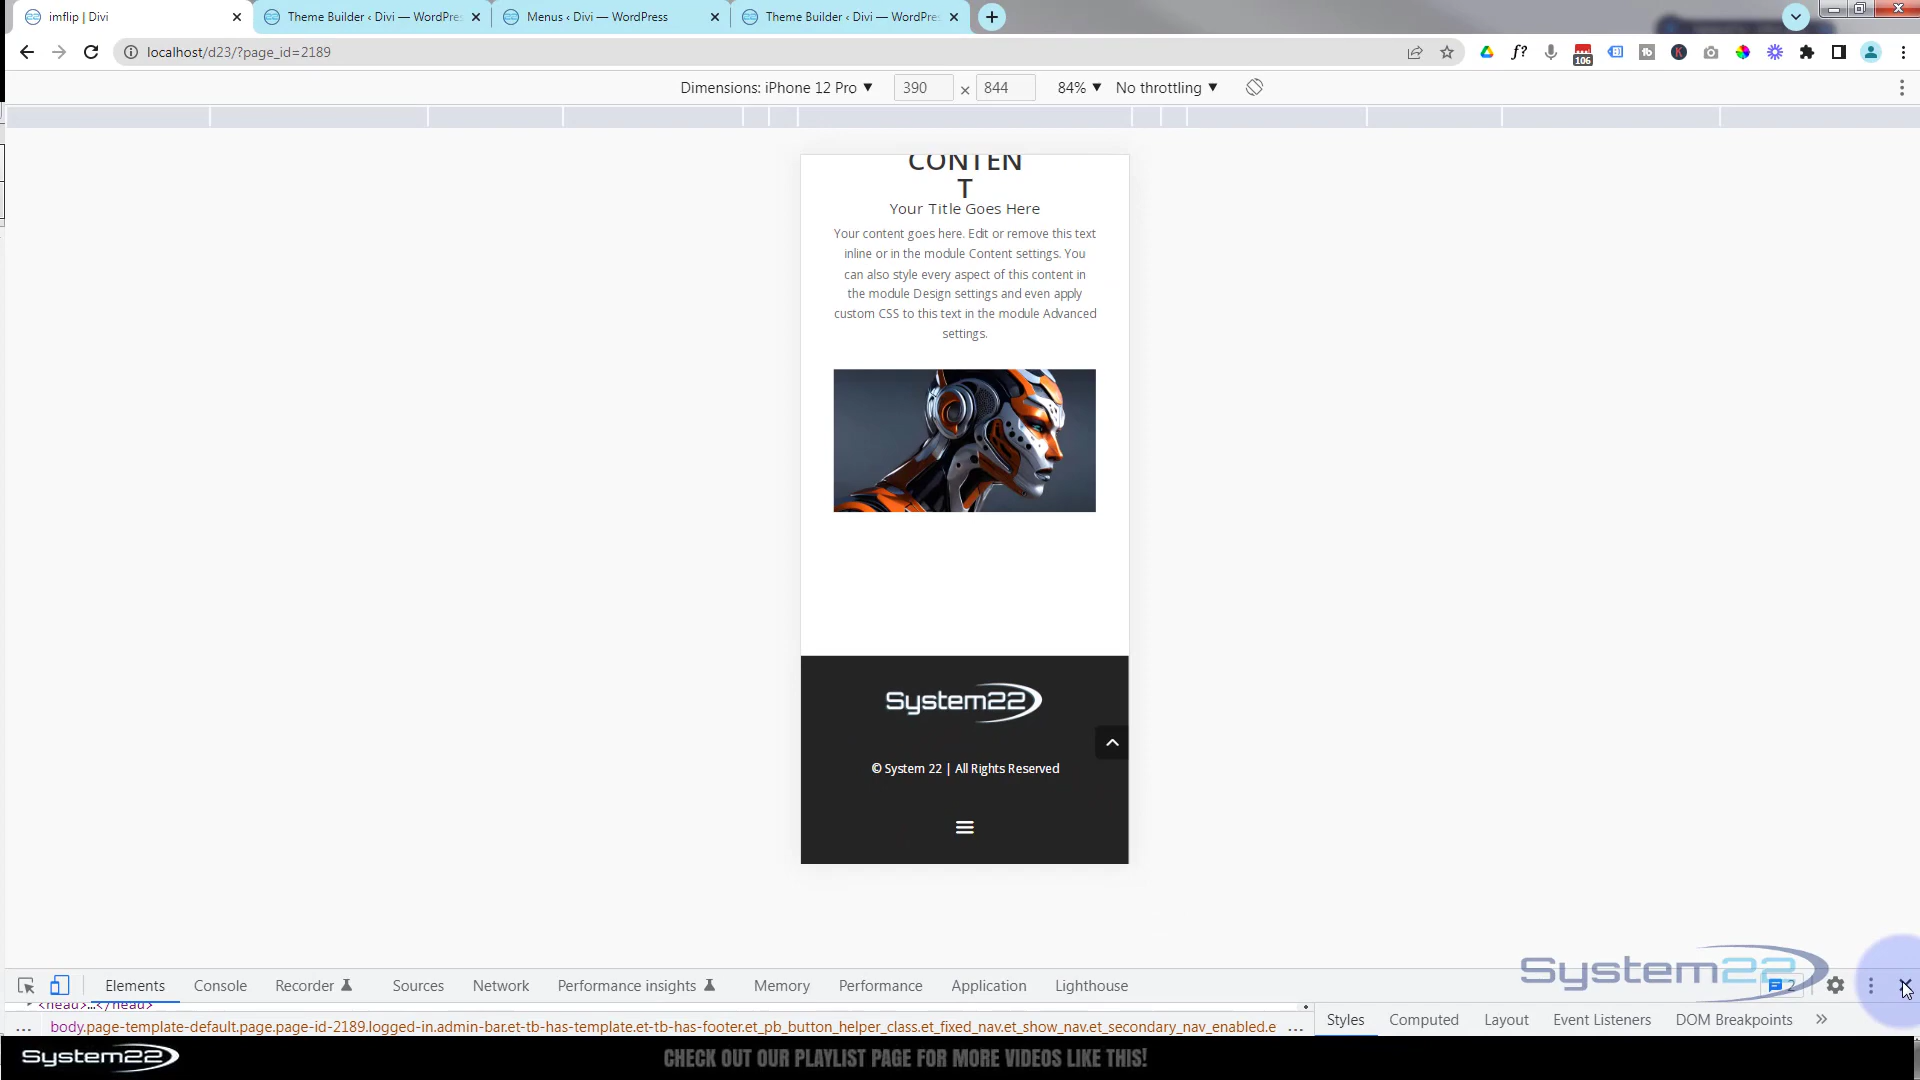 imflip | Divi
Theme Builder ‹ Divi — WordPre
Menus ‹ Divi — WordPress
Theme Builder ‹ Divi — WordPre
localhost/d23/?page_id=2189
106
Dimensions: iPhone 12 Pro
390 × 844
84%
No throttling
CONTEN
T
Your Title Goes Here
Your content goes here. Edit or remove this text
inline or in the module Content settings. You
can also style every aspect of this content in
the module Design settings and even apply
custom CSS to this text in the module Advanced
settings.
System22
© System 22 | All Rights Reserved
System22
Elements Console Recorder Sources Network Performance insights Memory Performance Application Lighthouse 2
<head>...</head>
... body.page-template-default.page.page-id-2189.logged-in.admin-bar.et-tb-has-template.et-tb-has-footer.et_pb_button_helper_class.et_fixed_nav.et_show_nav.et_secondary_nav_enabled.e ...
Styles Computed Layout Event Listeners DOM Breakpoints »
System22
CHECK OUT OUR PLAYLIST PAGE FOR MORE VIDEOS LIKE THIS!